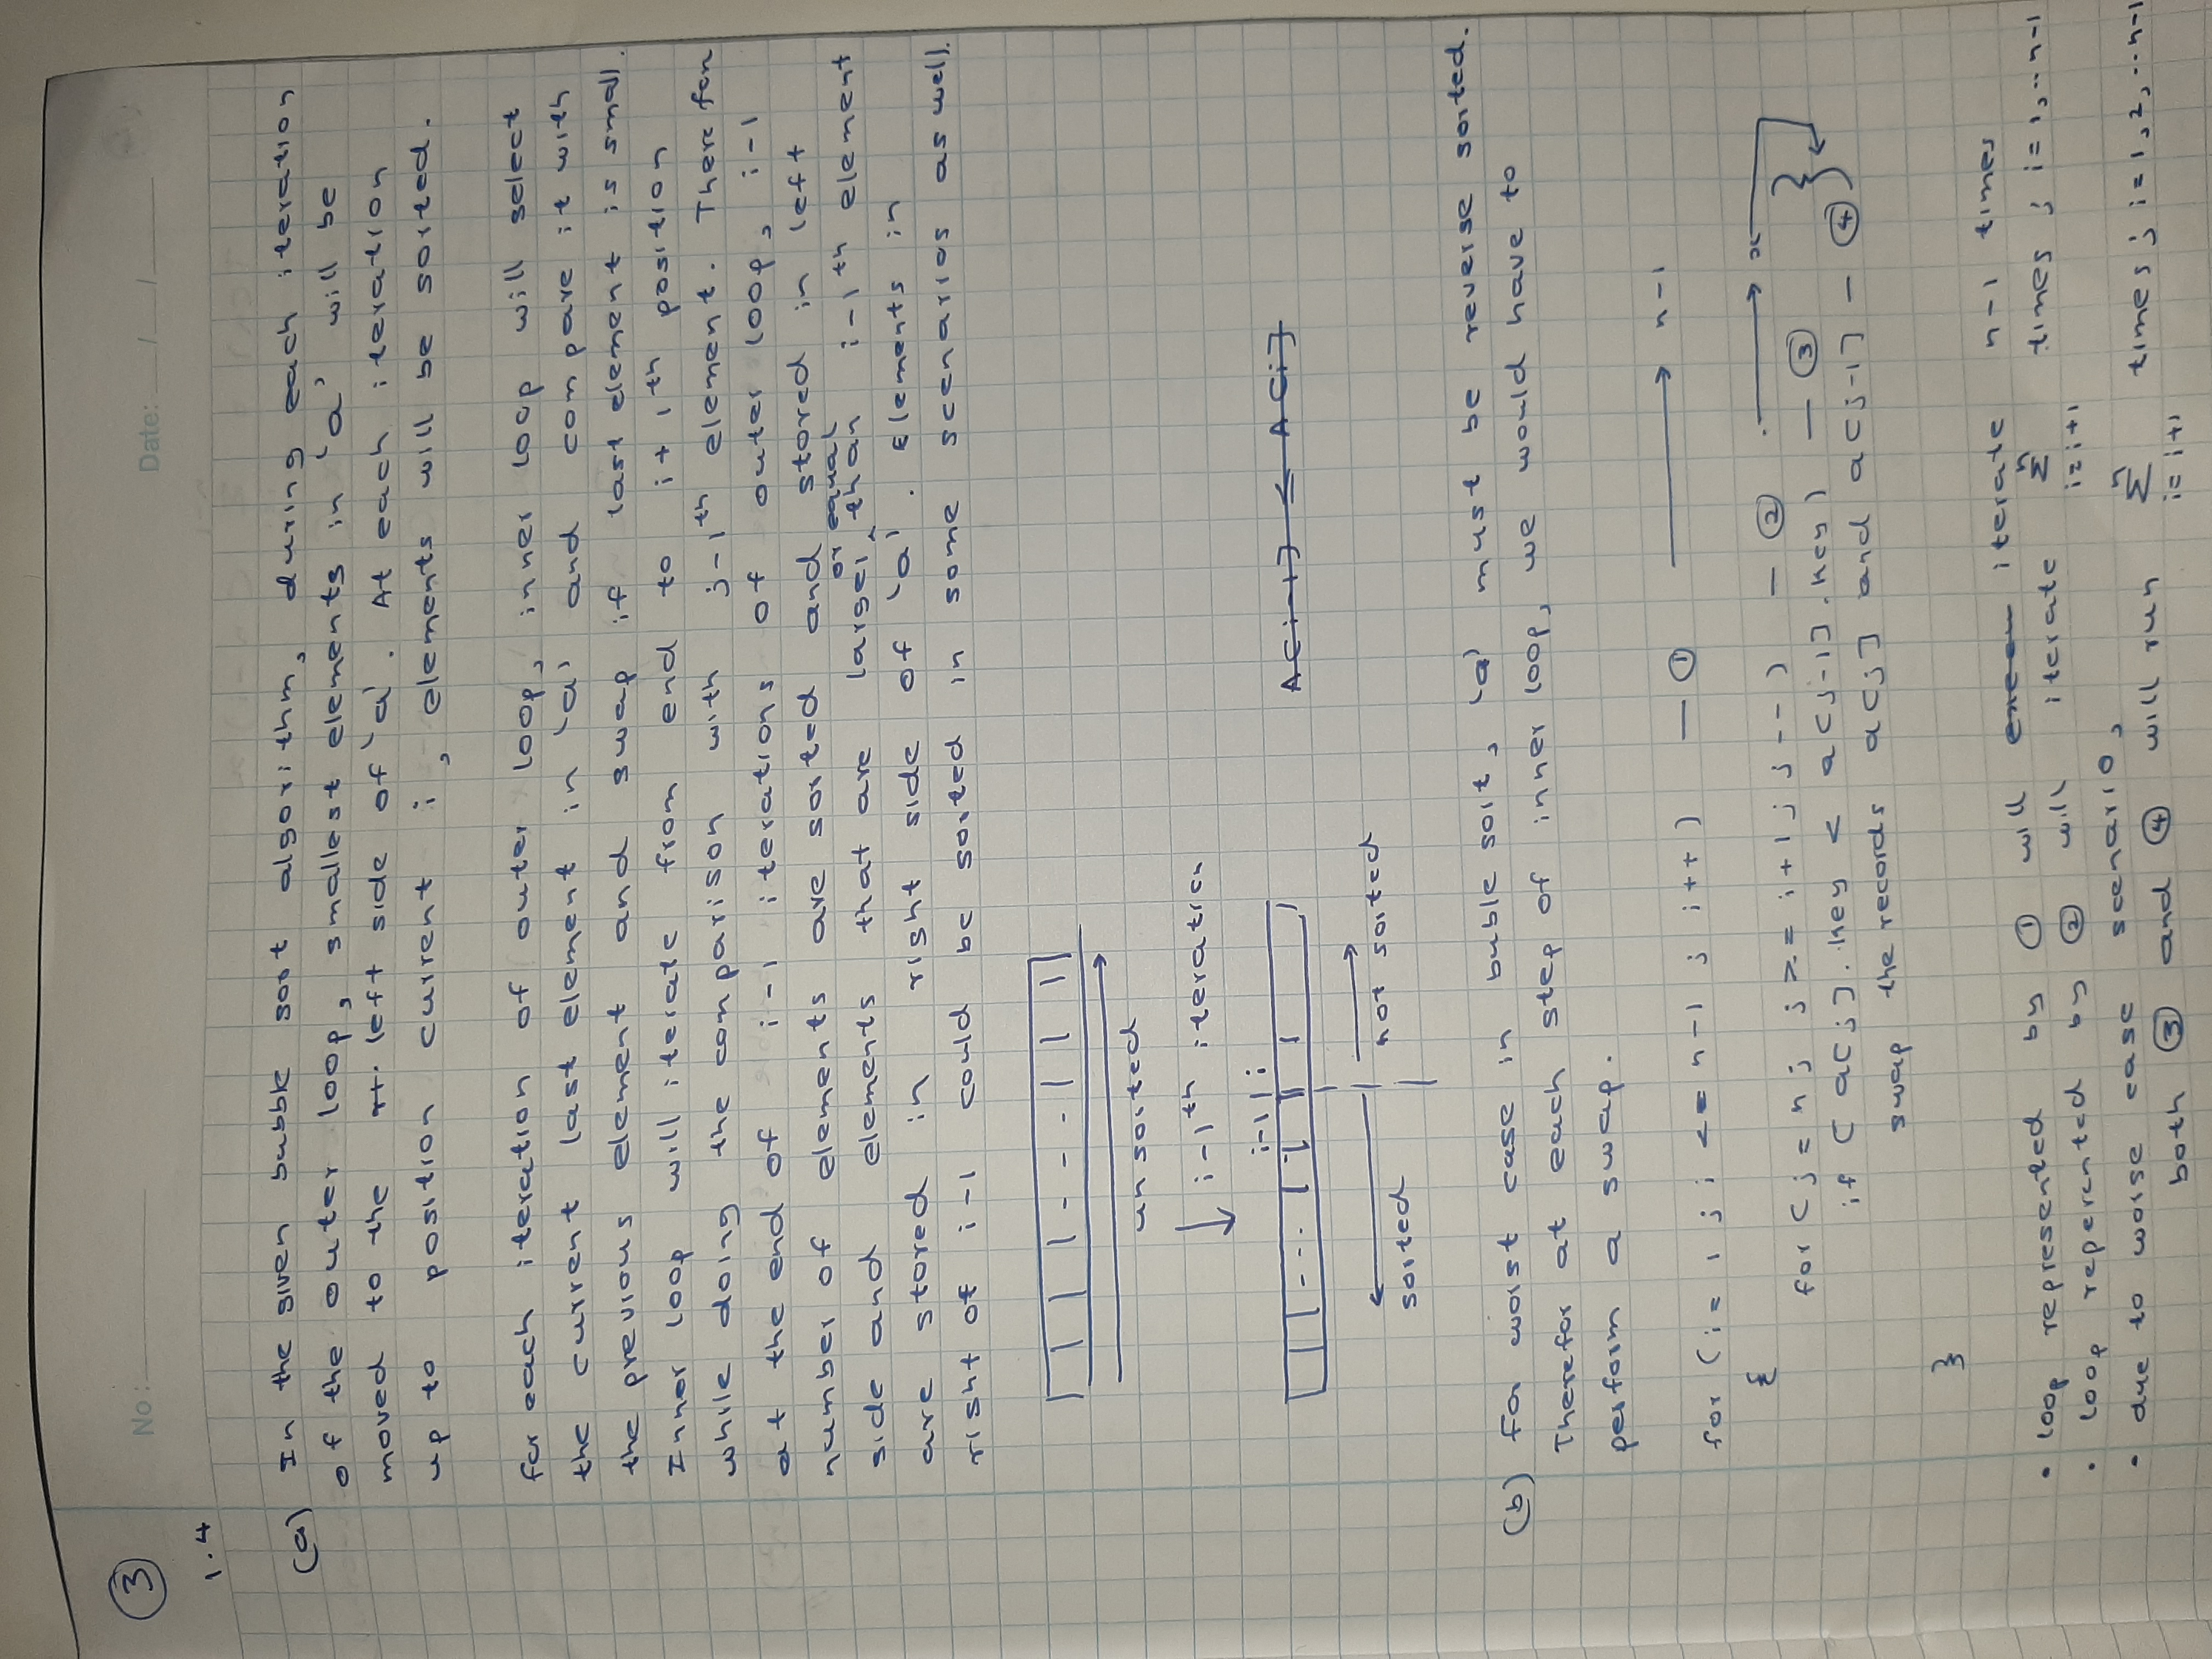 3
No :
Date: / /
1.4
(a) In the given bubble sort algorithm, during each iteration
of the outer loop, smallest elements in 'a' will be
moved to the left side of 'a'. At each iteration
up to position current i, elements will be sorted.
for each iteration of outer loop, inner loop will select
the current last element in 'a' and compare it with
the previous element and swap if last element is small.
Inner loop will iterate from end to i+1th position
while doing the comparison with j-1th element. There for
at the end of i-1 iterations of outer loop, i-1
number of elements are sorted and stored in left
side and elements that are larger or equal than i-1th element
are stored in right side of 'a'. Elements in
right of i-1 could be sorted in some scenarios as well.
unsorted
i-1th iteration
i-1 i
A[i-1] ≤ A[i]
sorted
not sorted
(b) For worst case in buble sort, 'a' must be reverse sorted.
Therefor at each step of inner loop, we would have to
perform a swap.
for (i = 1 ; i <= n-1 ; i++) — ① → n-1
{
for (j = n ; j >= i+1 ; j--) — ② → x
if (a[j].key < a[j-1].key) — ③
swap the records a[j] and a[j-1] — ④
}
• loop represented by ① will iterate n-1 times
• loop reperented by ② will iterate Σ n i=i+1 times ; i=1,..n-1
• due to worse case scenario,
both ③ and ④ will run Σ n i=i+1 times ; i=1,2,..n-1